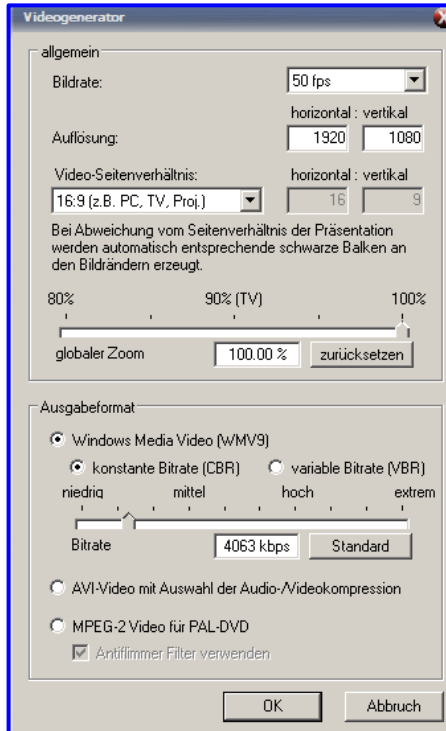 Videogenerator
allgemein
Bildrate:
50 fps
horizontal : vertikal
Auflösung:
1920
1080
Video-Seitenverhältnis:
horizontal : vertikal
16:9 (z.B. PC, TV, Proj.)
16
9
Bei Abweichung vom Seitenverhältnis der Präsentation
werden automatisch entsprechende schwarze Balken an
den Bildrändern erzeugt.
80% 90% (TV) 100%
globaler Zoom
100.00 %
zurücksetzen
Ausgabeformat
Windows Media Video (WMV9)
konstante Bitrate (CBR)
variable Bitrate (VBR)
niedrig mittel hoch extrem
Bitrate
4063 kbps
Standard
AVI-Video mit Auswahl der Audio-/Videokompression
MPEG-2 Video für PAL-DVD
Antiflimmer Filter verwenden
OK
Abbruch